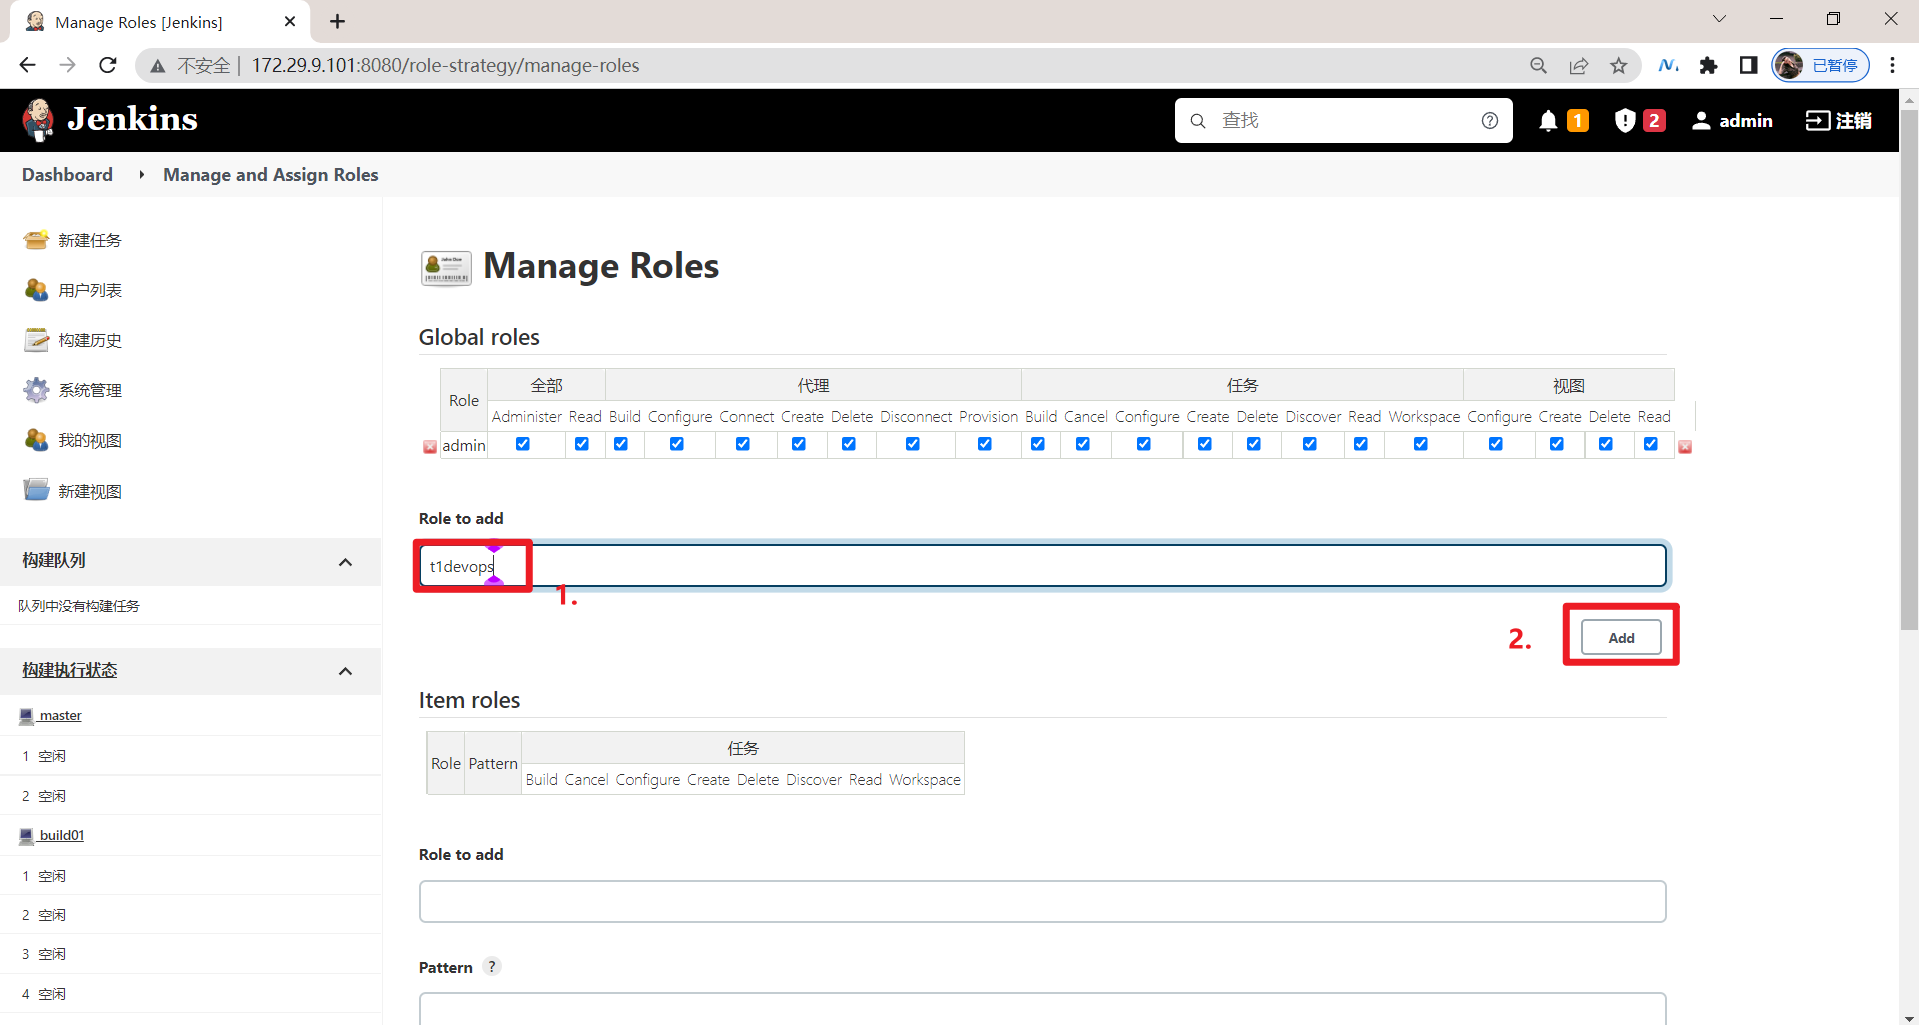 Manage Roles [Jenkins]
不安全 | 172.29.9.101:8080/role-strategy/manage-roles
已暂停
Jenkins
查找
1
2
admin
注销
Dashboard
Manage and Assign Roles
新建任务
用户列表
构建历史
系统管理
我的视图
新建视图
构建队列
队列中没有构建任务
构建执行状态
master
1 空闲
2 空闲
build01
1 空闲
2 空闲
3 空闲
4 空闲
Manage Roles
Global roles
Role 全部 代理 任务 视图
Administer Read Build Configure Connect Create Delete Disconnect Provision Build Cancel Configure Create Delete Discover Read Workspace Configure Create Delete Read
admin
Role to add
t1devops
1.
2.
Add
Item roles
Role Pattern 任务
Build Cancel Configure Create Delete Discover Read Workspace
Role to add
Pattern ?